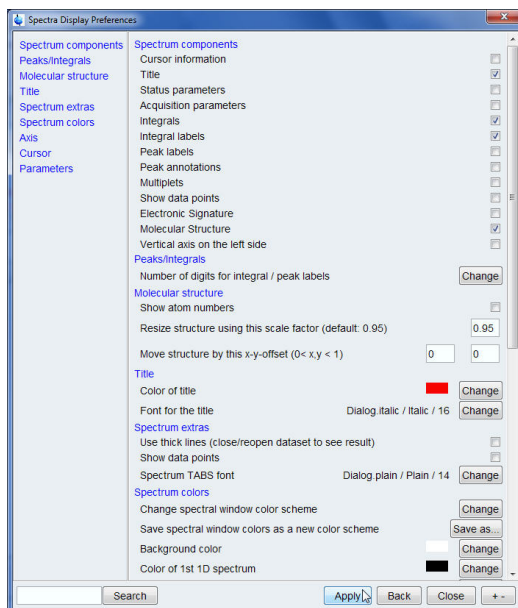 Spectra Display Preferences
Spectrum components
Peaks/Integrals
Molecular structure
Title
Spectrum extras
Spectrum colors
Axis
Cursor
Parameters
Spectrum components
Cursor information
Title
Status parameters
Acquisition parameters
Integrals
Integral labels
Peak labels
Peak annotations
Multiplets
Show data points
Electronic Signature
Molecular Structure
Vertical axis on the left side
Peaks/Integrals
Number of digits for integral / peak labels Change
Molecular structure
Show atom numbers
Resize structure using this scale factor (default: 0.95) 0.95
Move structure by this x-y-offset (0< x,y < 1) 0 0
Title
Color of title Change
Font for the title Dialog.italic / Italic / 16 Change
Spectrum extras
Use thick lines (close/reopen dataset to see result)
Show data points
Spectrum TABS font Dialog.plain / Plain / 14 Change
Spectrum colors
Change spectral window color scheme Change
Save spectral window colors as a new color scheme Save as...
Background color Change
Color of 1st 1D spectrum Change
Search Apply Back Close + -